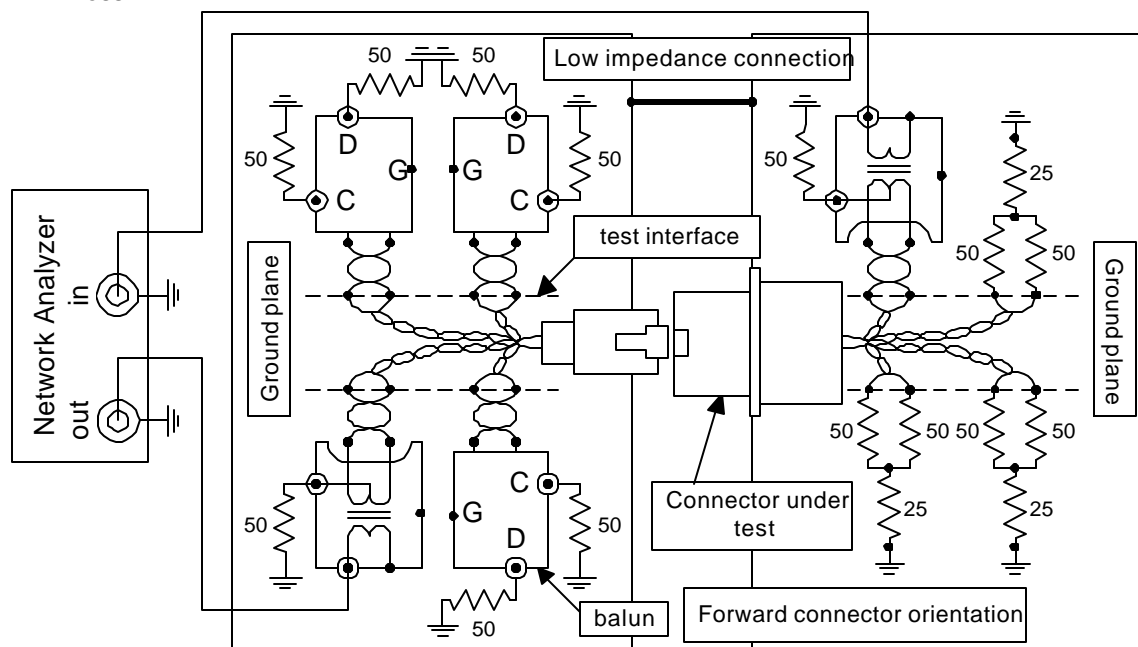 50
50
Low impedance connection
D
D
50
G
G
50
50
25
C
C
Network Analyzer
in
out
test interface
50
50
Ground plane
Ground plane
50
50
50
50
C
G
50
50
Connector under
test
25
25
D
balun
50
Forward connector orientation